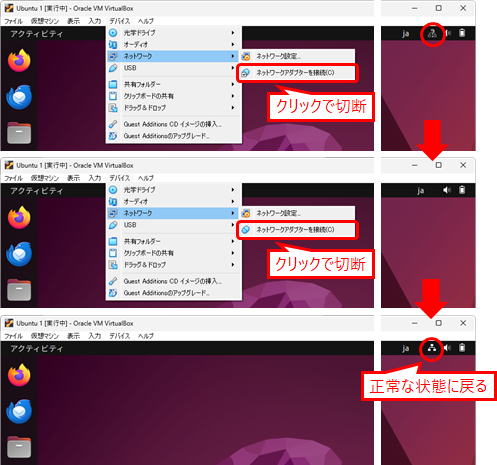 Ubuntu 1 [実行中] - Oracle VM VirtualBox
ファイル 仮想マシン 表示 入力 デバイス ヘルプ
アクティビティ
ja
光学ドライブ
オーディオ
ネットワーク
USB
共有フォルダー
クリップボードの共有
ドラッグ＆ドロップ
Guest Additions CD イメージの挿入...
Guest Additionsのアップグレード...
ネットワーク設定...
ネットワークアダプターを接続(C)
クリックで切断
Ubuntu 1 [実行中] - Oracle VM VirtualBox
ファイル 仮想マシン 表示 入力 デバイス ヘルプ
アクティビティ
ja
光学ドライブ
オーディオ
ネットワーク
USB
共有フォルダー
クリップボードの共有
ドラッグ＆ドロップ
Guest Additions CD イメージの挿入...
Guest Additionsのアップグレード...
ネットワーク設定...
ネットワークアダプターを接続(C)
クリックで切断
Ubuntu 1 [実行中] - Oracle VM VirtualBox
ファイル 仮想マシン 表示 入力 デバイス ヘルプ
アクティビティ
ja
正常な状態に戻る